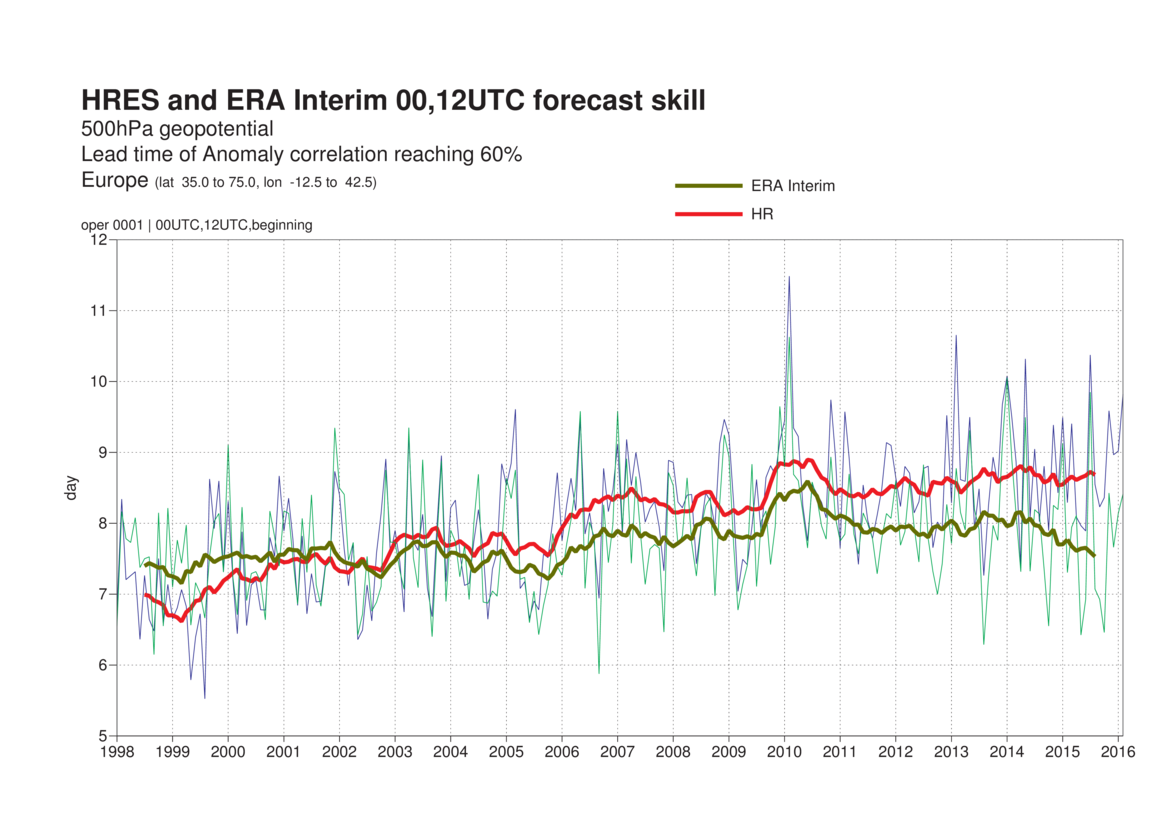 HRES and ERA Interim 00,12UTC forecast skill
500hPa geopotential
Lead time of Anomaly correlation reaching 60%
Europe (lat 35.0 to 75.0, lon -12.5 to 42.5)
ERA Interim
HR
oper 0001 | 00UTC,12UTC,beginning
12
11
10
9
8
7
6
5
day
1998 1999 2000 2001 2002 2003 2004 2005 2006 2007 2008 2009 2010 2011 2012 2013 2014 2015 2016